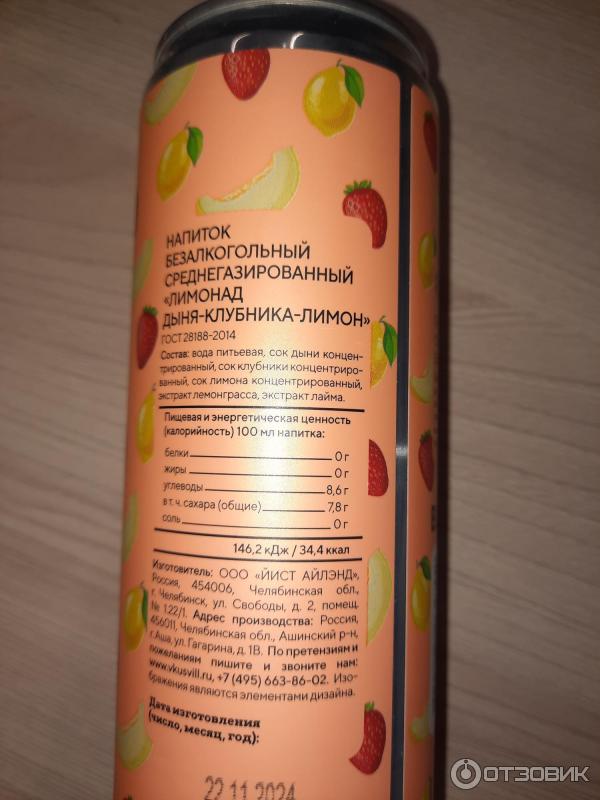 НАПИТОК
БЕЗАЛКОГОЛЬНЫЙ
СРЕДНЕГАЗИРОВАННЫЙ
«ЛИМОНАД
ДЫНЯ-КЛУБНИКА-ЛИМОН»
ГОСТ 28188-2014
Состав: вода питьевая, сок дыни концен-
трированный, сок клубники концентриро-
ванный, сок лимона концентрированный,
экстракт лемонграсса, экстракт лайма.
Пищевая и энергетическая ценность
(калорийность) 100 мл напитка:
белки 0 г
жиры 0 г
углеводы 8,6 г
в т. ч. сахара (общие) 7,8 г
соль 0 г
146,2 кДж / 34,4 ккал
Изготовитель: ООО «ЙИСТ АЙЛЭНД»,
Россия, 454006, Челябинская обл.,
г. Челябинск, ул. Свободы, д. 2, помещ.
№ 1.22/1. Адрес производства: Россия,
456011, Челябинская обл., Ашинский р-н,
г. Аша, ул. Гагарина, д. 1В. По претензиям и
пожеланиям пишите и звоните нам:
www.vkusvill.ru, +7 (495) 663-86-02. Изо-
бражения являются элементами дизайна.
Дата изготовления
(число, месяц, год):
22.11.2024
ОТЗОВИК